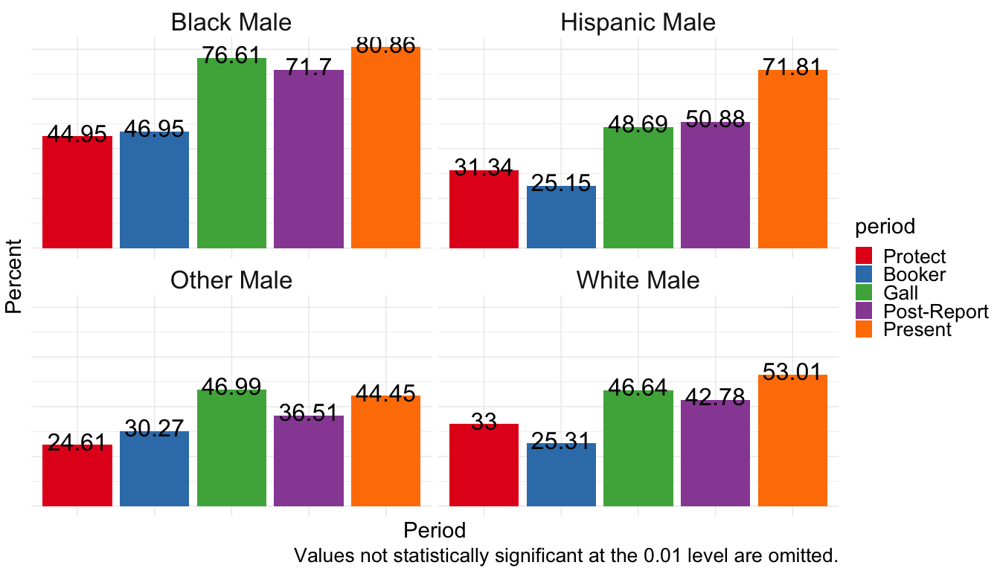 Black Male
Hispanic Male
44.95
46.95
76.61
71.7
80.86
31.34
25.15
48.69
50.88
71.81
Percent
Other Male
White Male
24.61
30.27
46.99
36.51
44.45
33
25.31
46.64
42.78
53.01
Period
Values not statistically significant at the 0.01 level are omitted.
period
Protect
Booker
Gall
Post-Report
Present